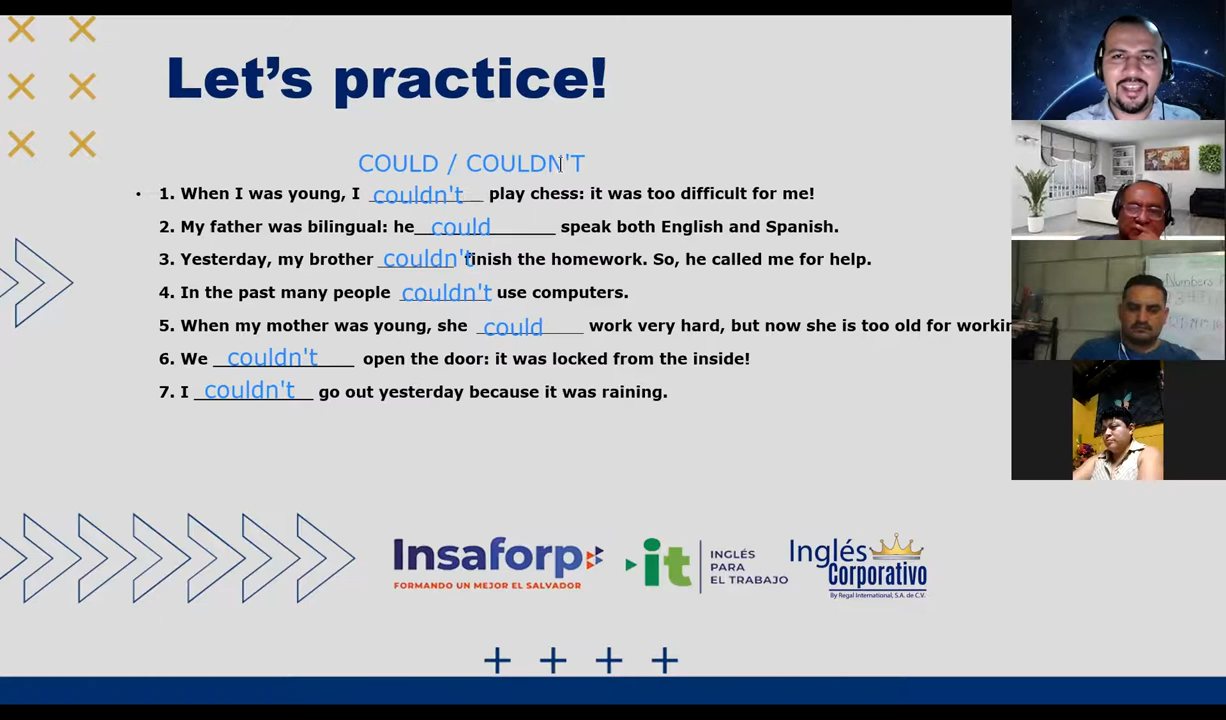 Let's practice!
COULD / COULDN'T
• 1. When I was young, I couldn't play chess: it was too difficult for me!
2. My father was bilingual: he could speak both English and Spanish.
3. Yesterday, my brother couldn't finish the homework. So, he called me for help.
4. In the past many people couldn't use computers.
5. When my mother was young, she could work very hard, but now she is too old for workin
6. We couldn't open the door: it was locked from the inside!
7. I couldn't go out yesterday because it was raining.
Insaforp
FORMANDO UN MEJOR EL SALVADOR
it
INGLÉS
PARA
EL TRABAJO
Inglés
Corporativo
By Regal International, S.A. de C.V.
Numbers